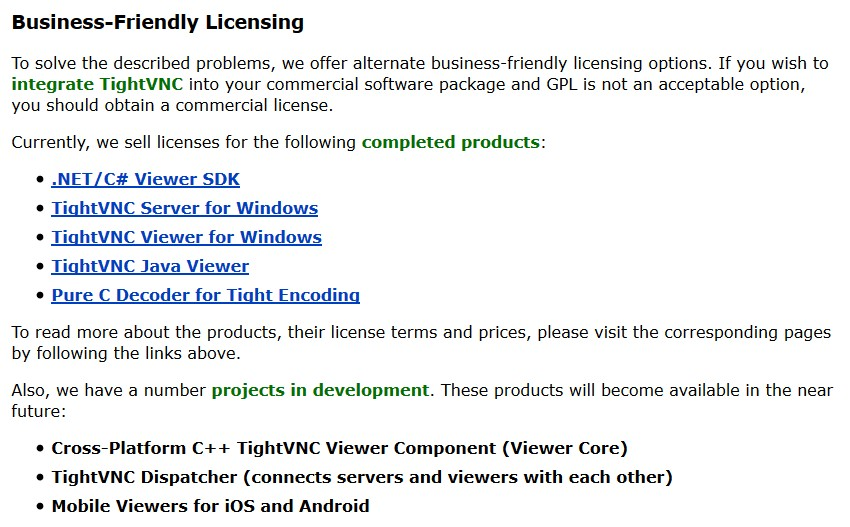 Business-Friendly Licensing
To solve the described problems, we offer alternate business-friendly licensing options. If you wish to
integrate TightVNC into your commercial software package and GPL is not an acceptable option,
you should obtain a commercial license.
Currently, we sell licenses for the following completed products:
• .NET/C# Viewer SDK
• TightVNC Server for Windows
• TightVNC Viewer for Windows
• TightVNC Java Viewer
• Pure C Decoder for Tight Encoding
To read more about the products, their license terms and prices, please visit the corresponding pages
by following the links above.
Also, we have a number projects in development. These products will become available in the near
future:
• Cross-Platform C++ TightVNC Viewer Component (Viewer Core)
• TightVNC Dispatcher (connects servers and viewers with each other)
• Mobile Viewers for iOS and Android